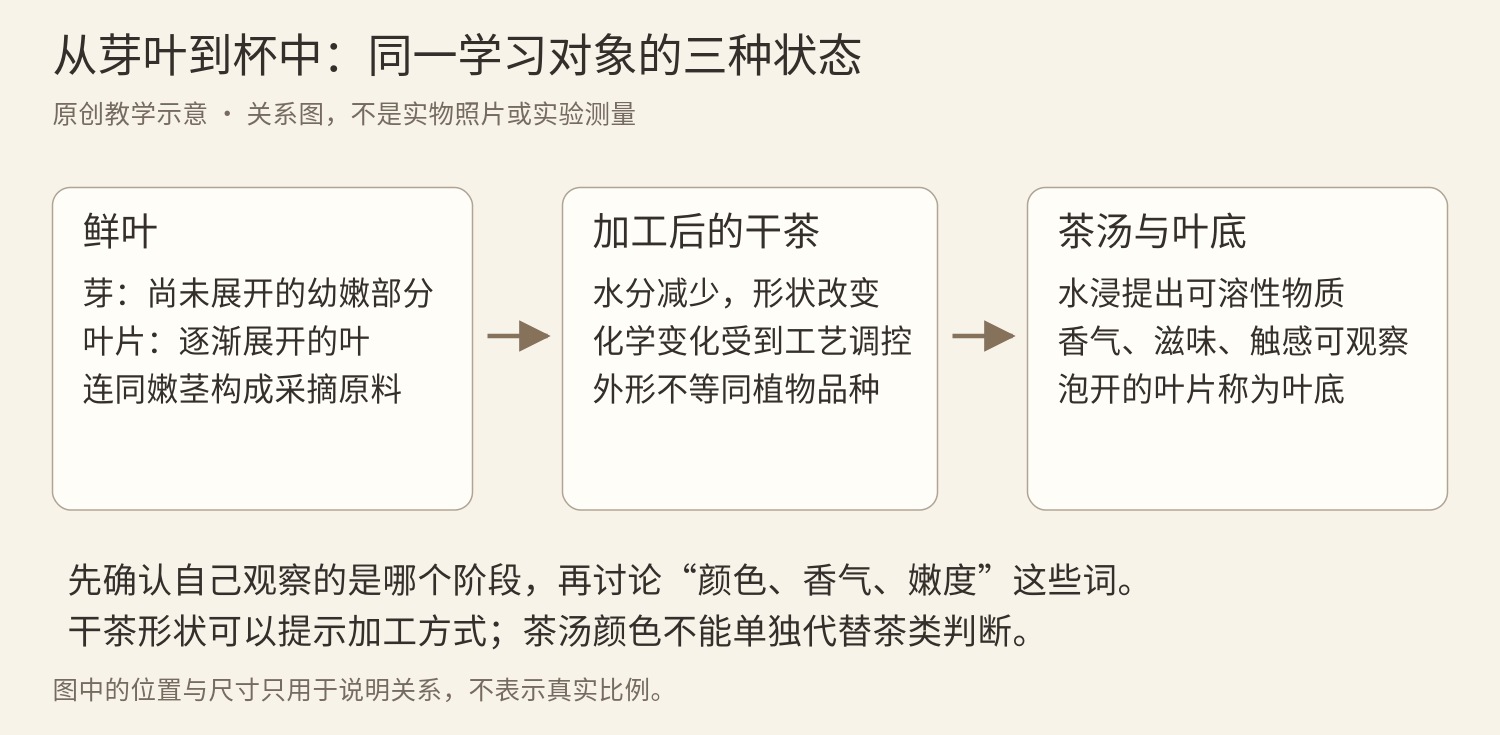 从芽叶到杯中：同一学习对象的三种状态
原创教学示意 · 关系图，不是实物照片或实验测量
鲜叶
芽：尚未展开的幼嫩部分
叶片：逐渐展开的叶
连同嫩茎构成采摘原料
加工后的干茶
水分减少，形状改变
化学变化受到工艺调控
外形不等同植物品种
茶汤与叶底
水浸提出可溶性物质
香气、滋味、触感可观察
泡开的叶片称为叶底
先确认自己观察的是哪个阶段，再讨论“颜色、香气、嫩度”这些词。
干茶形状可以提示加工方式；茶汤颜色不能单独代替茶类判断。
图中的位置与尺寸只用于说明关系，不表示真实比例。